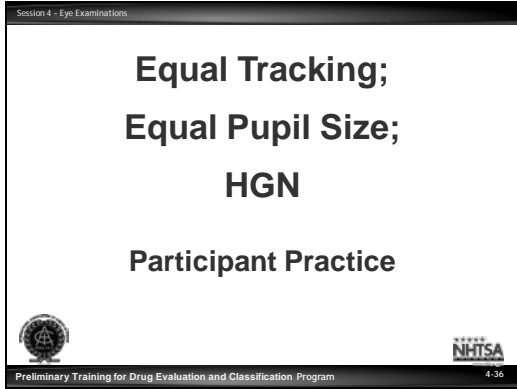 Session 4 - Eye Examinations
Equal Tracking;
Equal Pupil Size;
HGN
Participant Practice
NHTSA
Preliminary Training for Drug Evaluation and Classification Program
4-36